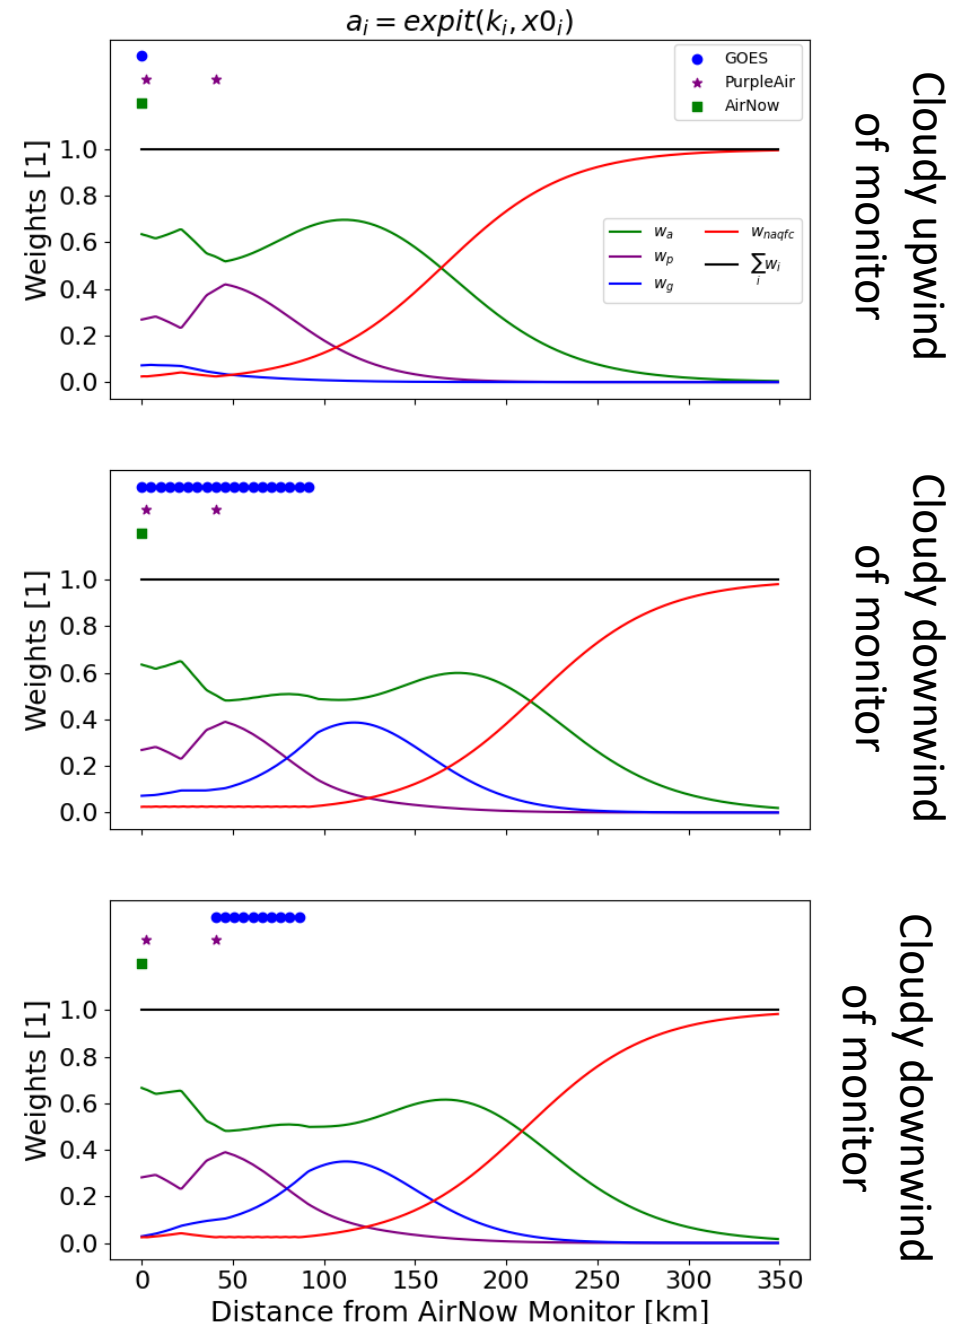 a_i = expit(k_i, x0_i)
GOES
PurpleAir
AirNow
Weights [1]
1.0
0.8
0.6
0.4
0.2
0.0
w_a
w_p
w_g
w_naqfc
∑_i w_i
Cloudy upwind
of monitor
Weights [1]
1.0
0.8
0.6
0.4
0.2
0.0
Cloudy downwind
of monitor
Weights [1]
1.0
0.8
0.6
0.4
0.2
0.0
Cloudy downwind
of monitor
0 50 100 150 200 250 300 350
Distance from AirNow Monitor [km]